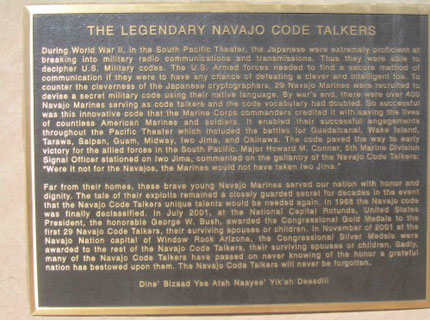 THE LEGENDARY NAVAJO CODE TALKERS
During World War II, in the South Pacific Theater, the Japanese were extremely proficient at
breaking into military radio communications and transmissions. Thus they were able to
decipher U.S. Military codes. The U.S. Armed forces needed to find a secure method of
communication if they were to have any chance of defeating a clever and intelligent foe. To
counter the cleverness of the Japanese cryptographers, 29 Navajo Marines were recruited to
devise a secret military code using their native language. By war's end, there were over 400
Navajo Marines serving as code talkers and the code vocabulary had doubled. So successful
was this innovative code that the Marine Corps commanders credited it with saving the lives
of countless American Marines and soldiers. It enabled their successful engagements
throughout the Pacific Theater which included the battles for Guadalcanal, Wake Island,
Tarawa, Saipan, Guam, Midway, Iwo Jima, and Okinawa. The code paved the way to early
victory for the allied forces in the South Pacific. Major Howard M. Conner, 5th Marine Division
Signal Officer stationed on Iwo Jima, commented on the gallantry of the Navajo Code Talkers:
"Were it not for the Navajos, the Marines would not have taken Iwo Jima."
Far from their homes, these brave young Navajo Marines served our nation with honor and
dignity. The tale of their exploits remained a closely guarded secret for decades in the event
that the Navajo Code Talkers unique talents would be needed again. In 1968 the Navajo code
was finally declassified. In July 2001, at the National Capital Rotunda, United States
President, the honorable George W. Bush, awarded the Congressional Gold Medals to the
first 29 Navajo Code Talkers, their surviving spouses or children. In November of 2001 at the
Navajo Nation capital of Window Rock Arizona, the Congressional Silver Medals were
awarded to the rest of the Navajo Code Talkers, their surviving spouses or children. Sadly,
many of the Navajo Code Talkers have passed on never knowing of the honor a grateful
nation has bestowed upon them. The Navajo Code Talkers will never be forgotten.
Dine' Bizaad Yee Atah Naayee' Yik'eh Deesdlii